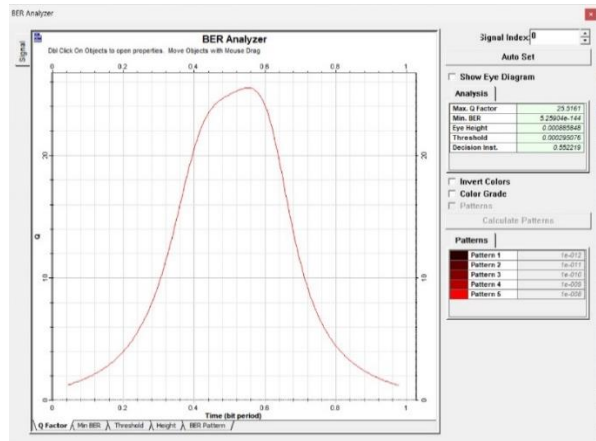 BER Analyzer
Signal
BER Analyzer
Dbl Click On Objects to open properties. Move Objects with Mouse Drag
0 0.2 0.4 0.6 0.8 1
20
20
Q
10
10
0
0
0 0.2 0.4 0.6 0.8 1
Time (bit period)
Q Factor Min BER Threshold Height BER Pattern
Signal Index: 0
Auto Set
Show Eye Diagram
Analysis
Max. Q Factor 25.5161
Min. BER 5.25904e-144
Eye Height 0.000885848
Threshold 0.000295076
Decision Inst. 0.552219
Invert Colors
Color Grade
Patterns
Calculate Patterns
Patterns
Pattern 1 1e-012
Pattern 2 1e-011
Pattern 3 1e-010
Pattern 4 1e-009
Pattern 5 1e-008